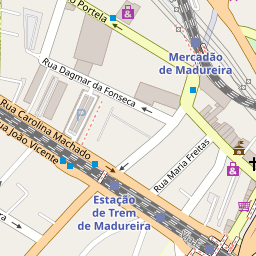 Portela
Mercadão
de Madureira
Rua Dagmar da Fonseca
Rua Carolina Machado
João Vicente
Rua Maria Freitas
Estação
de Trem
de Madureira